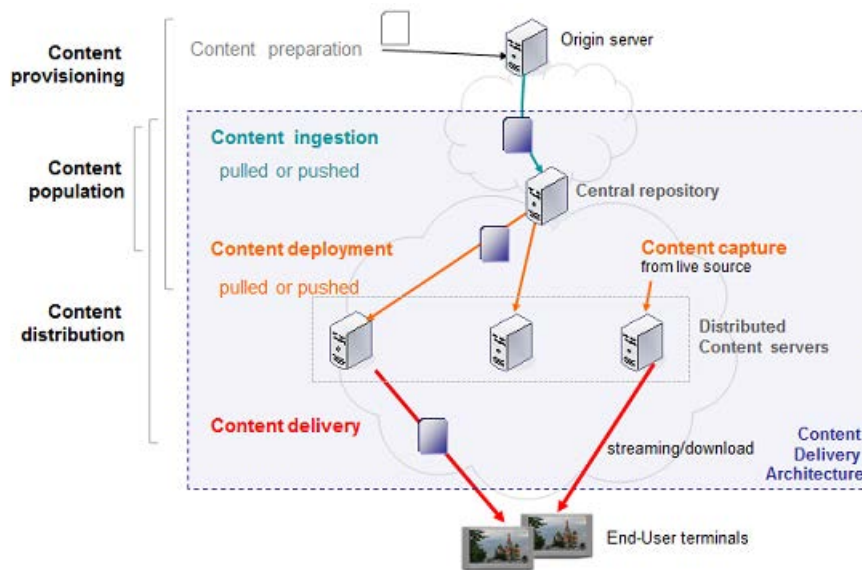 Content
provisioning
Content preparation
Origin server
Content ingestion
pulled or pushed
Content
population
Central repository
Content deployment
pulled or pushed
Content capture
from live source
Content
distribution
Distributed
Content servers
Content delivery
streaming/download
Content
Delivery
Architecture
End-User terminals